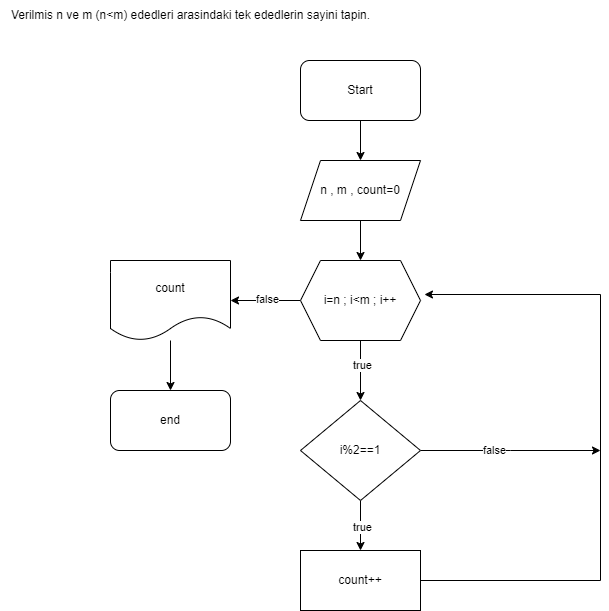 Verilmis n ve m (n<m) ededleri arasindaki tek ededlerin sayini tapin.
Start
n , m , count=0
i=n ; i<m ; i++
false
count
end
true
i%2==1
false
true
count++